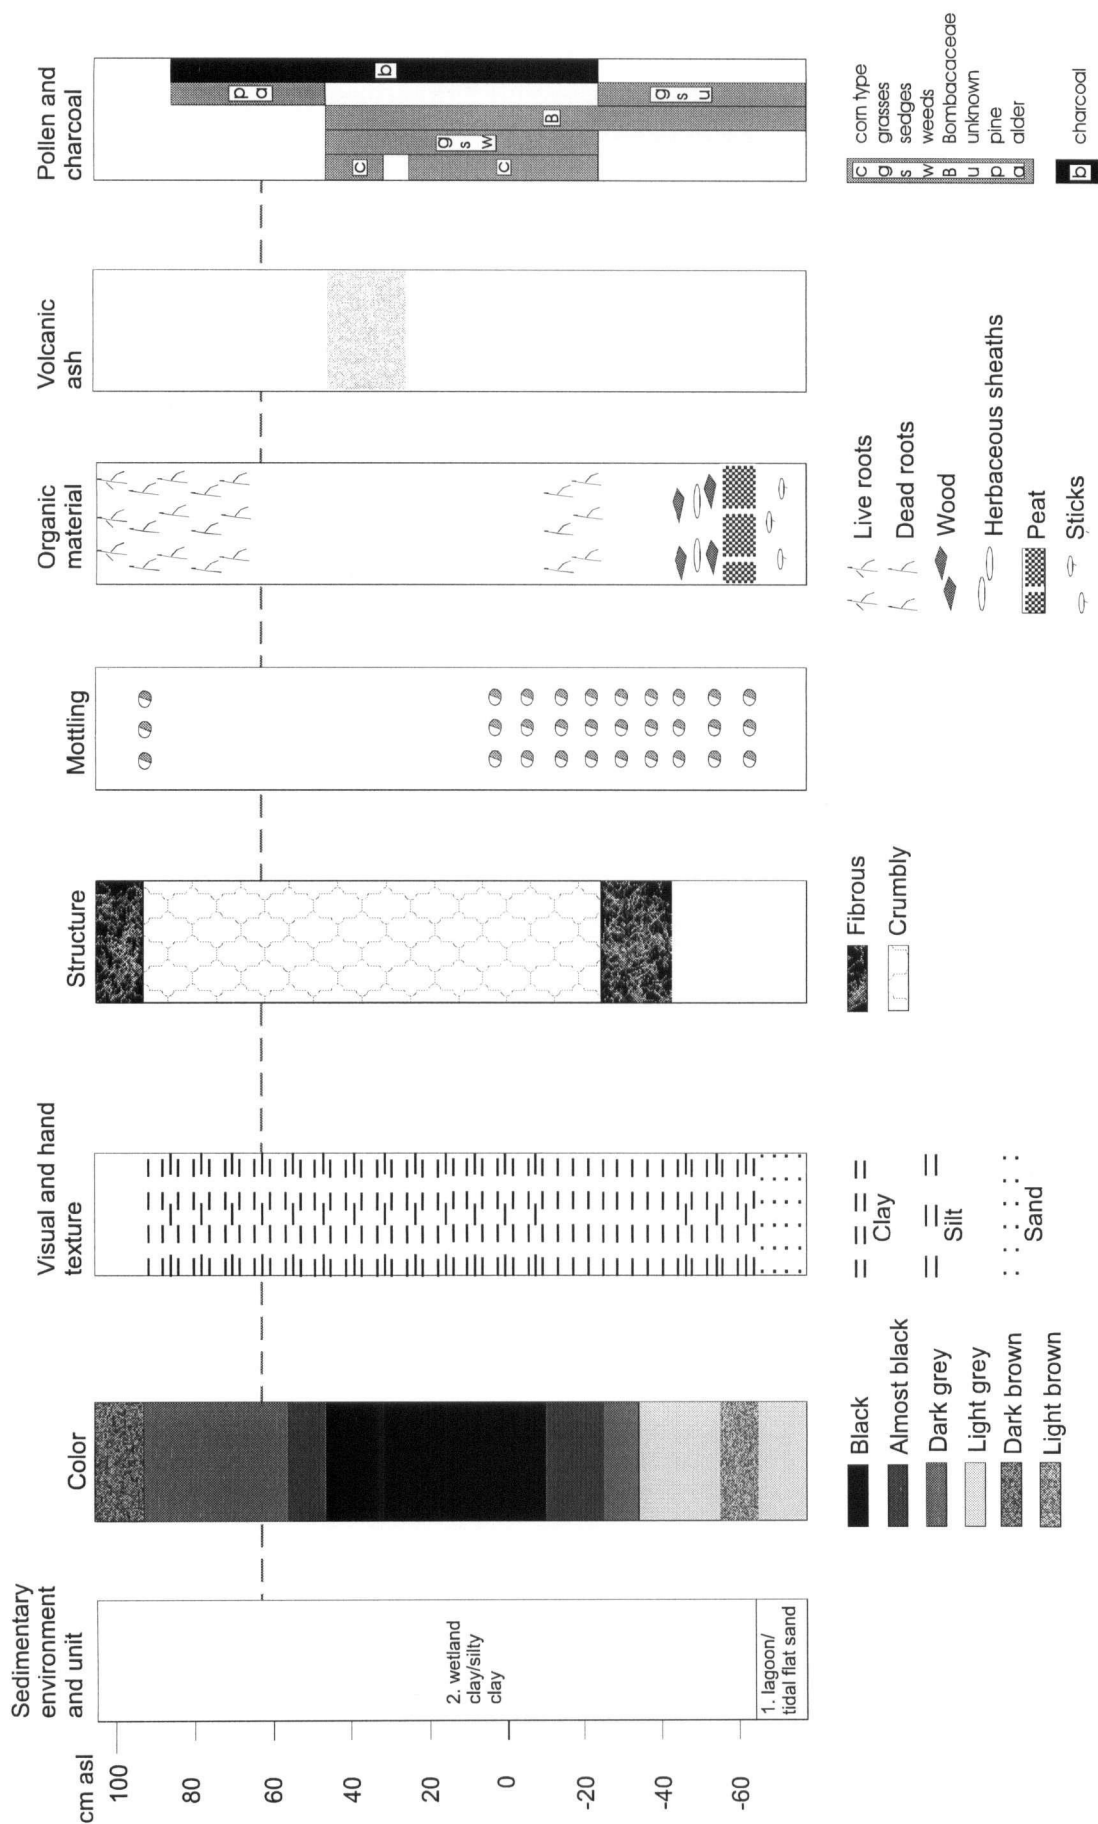 cm asl
100
80
60
40
20
0
-20
-40
-60
Sedimentary
environment
and unit
2. wetland
clay/silty
clay
1. lagoon/
tidal flat sand
Color
Black
Almost black
Dark grey
Light grey
Dark brown
Light brown
Visual and hand
texture
Clay
Silt
Sand
Structure
Fibrous
Crumbly
Mottling
Organic
material
Live roots
Dead roots
Wood
Herbaceous sheaths
Peat
Sticks
Volcanic
ash
Pollen and
charcoal
p
a
b
c
g
s
w
B
c
g
s
u
c corn type
g grasses
s sedges
w weeds
B Bombacaceae
u unknown
p pine
a alder
b charcoal